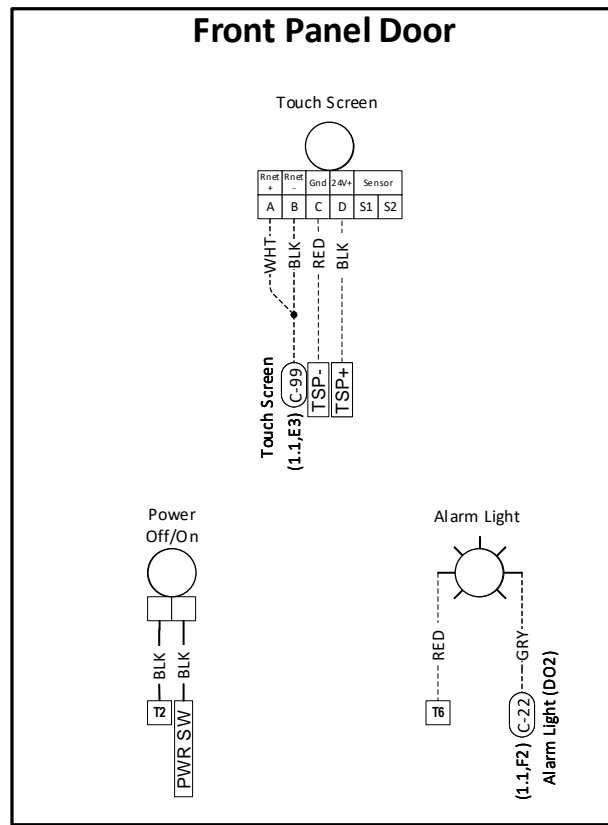 Front Panel Door
Touch Screen
Rnet + Rnet - Gnd 24V+ Sensor
A B C D S1 S2
WHT BLK RED BLK
Touch Screen
(1.1,E3) C-99 TSP- TSP+
Power
Off/On
BLK BLK
T2 PWR SW
Alarm Light
RED GRY
T6 (1.1,F2) C-22
Alarm Light (DO2)